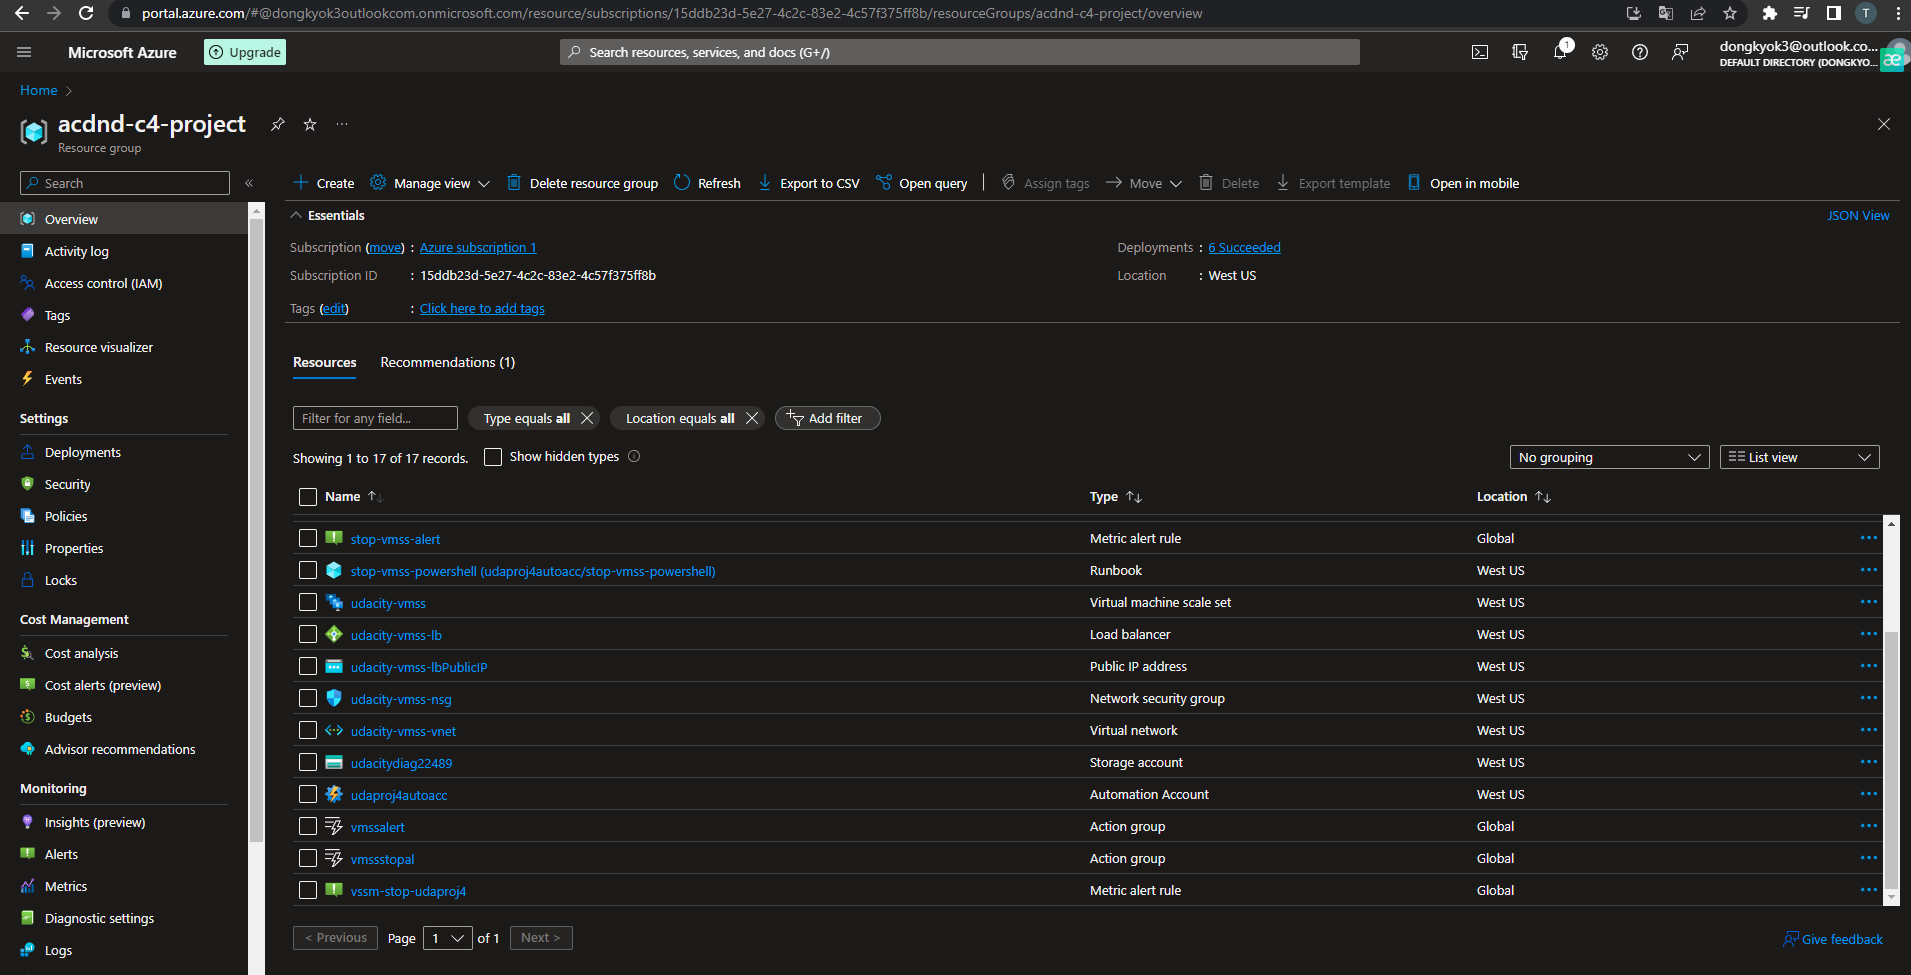 portal.azure.com/#@dongkyok3outlookcom.onmicrosoft.com/resource/subscriptions/15ddb23d-5e27-4c2c-83e2-4c57f375ff8b/resourceGroups/acdnd-c4-project/overview
T
Microsoft Azure
Upgrade
Search resources, services, and docs (G+/)
1
dongkyok3@outlook.co...
DEFAULT DIRECTORY (DONGKYO...
æ
Home
acdnd-c4-project
Resource group
Search
Create
Manage view
Delete resource group
Refresh
Export to CSV
Open query
Assign tags
Move
Delete
Export template
Open in mobile
Overview
Activity log
Access control (IAM)
Tags
Resource visualizer
Events
Settings
Deployments
Security
Policies
Properties
Locks
Cost Management
Cost analysis
Cost alerts (preview)
Budgets
Advisor recommendations
Monitoring
Insights (preview)
Alerts
Metrics
Diagnostic settings
Logs
Essentials
JSON View
Subscription (move) : Azure subscription 1
Deployments : 6 Succeeded
Subscription ID : 15ddb23d-5e27-4c2c-83e2-4c57f375ff8b
Location : West US
Tags (edit) : Click here to add tags
Resources Recommendations (1)
Filter for any field... Type equals all Location equals all Add filter
Showing 1 to 17 of 17 records. Show hidden types
No grouping List view
Name Type Location
stop-vmss-alert Metric alert rule Global
stop-vmss-powershell (udaproj4autoacc/stop-vmss-powershell) Runbook West US
udacity-vmss Virtual machine scale set West US
udacity-vmss-lb Load balancer West US
udacity-vmss-lbPublicIP Public IP address West US
udacity-vmss-nsg Network security group West US
udacity-vmss-vnet Virtual network West US
udacitydiag22489 Storage account West US
udaproj4autoacc Automation Account West US
vmssalert Action group Global
vmssstopal Action group Global
vssm-stop-udaproj4 Metric alert rule Global
< Previous Page 1 of 1 Next >
Give feedback